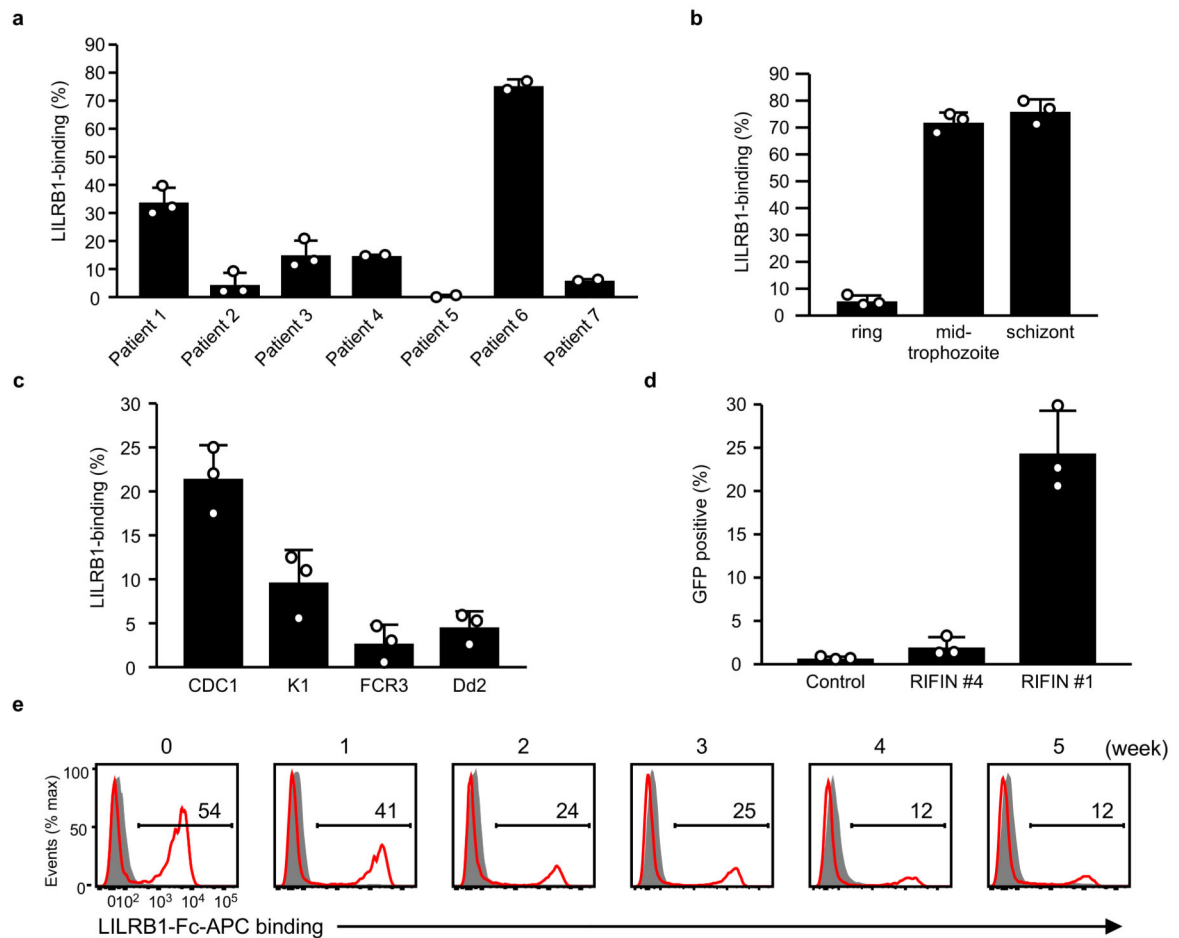 a
LILRB1-binding (%)
90
80
70
60
50
40
30
20
10
0
Patient 1
Patient 2
Patient 3
Patient 4
Patient 5
Patient 6
Patient 7
b
LILRB1-binding (%)
90
80
70
60
50
40
30
20
10
0
ring
mid-
trophozoite
schizont
c
LILRB1-binding (%)
30
25
20
15
10
5
0
CDC1 K1 FCR3 Dd2
d
GFP positive (%)
30
25
20
15
10
5
0
Control RIFIN #4 RIFIN #1
e
0 1 2 3 4 5 (week)
Events (% max)
100
50
0
54 41 24 25 12 12
0 10² 10³ 10⁴ 10⁵
LILRB1-Fc-APC binding